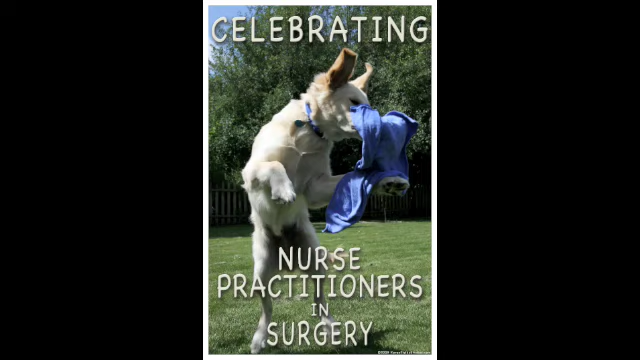 CELEBRATING
NURSE
PRACTITIONERS
IN
SURGERY